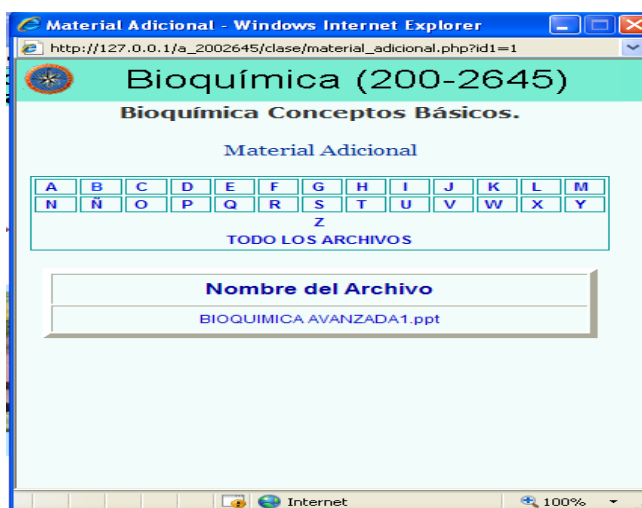 Material Adicional - Windows Internet Explorer
http://127.0.0.1/a_2002645/clase/material_adicional.php?id1=1
Bioquímica (200-2645)
Bioquímica Conceptos Básicos.
Material Adicional
A B C D E F G H I J K L M
N Ñ O P Q R S T U V W X Y
Z
TODO LOS ARCHIVOS
Nombre del Archivo
BIOQUIMICA AVANZADA1.ppt
Internet 100%